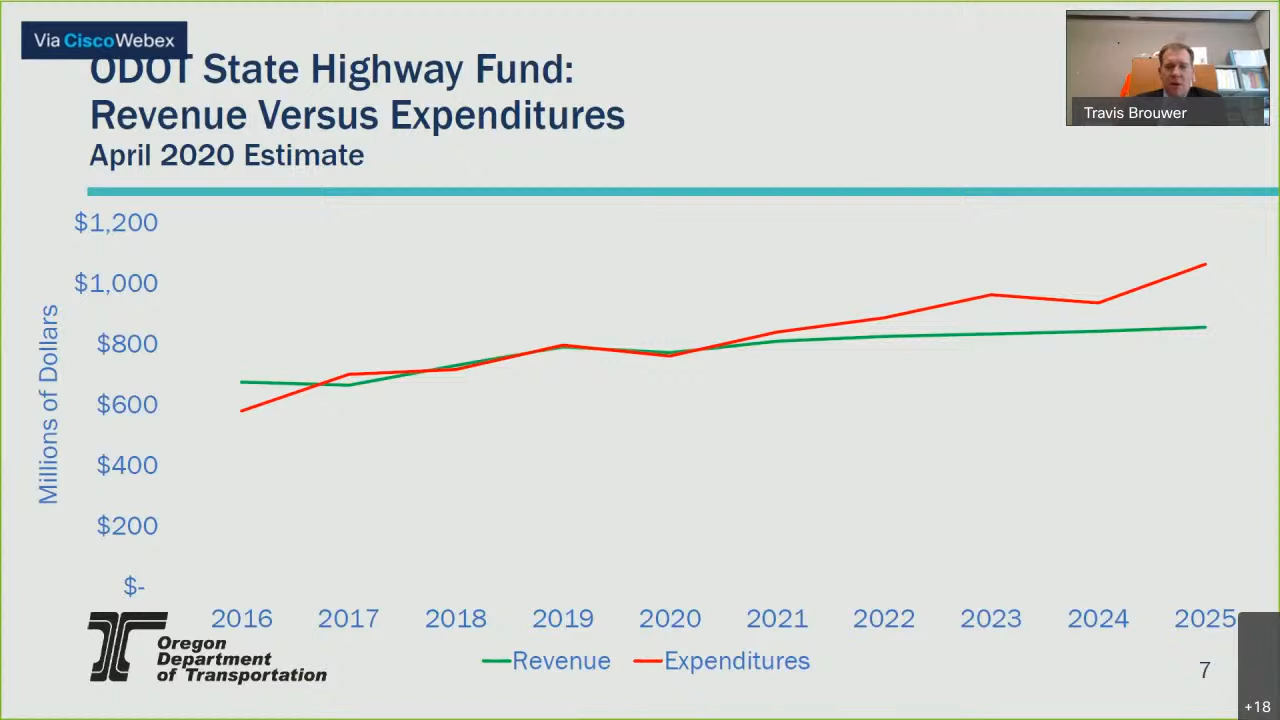 Via CiscoWebex
ODOT State Highway Fund:
Revenue Versus Expenditures
April 2020 Estimate
Travis Brouwer
$1,200
$1,000
$800
$600
$400
$200
$-
Millions of Dollars
2016 2017 2018 2019 2020 2021 2022 2023 2024 2025
Revenue Expenditures
Oregon
Department
of Transportation
7
+18